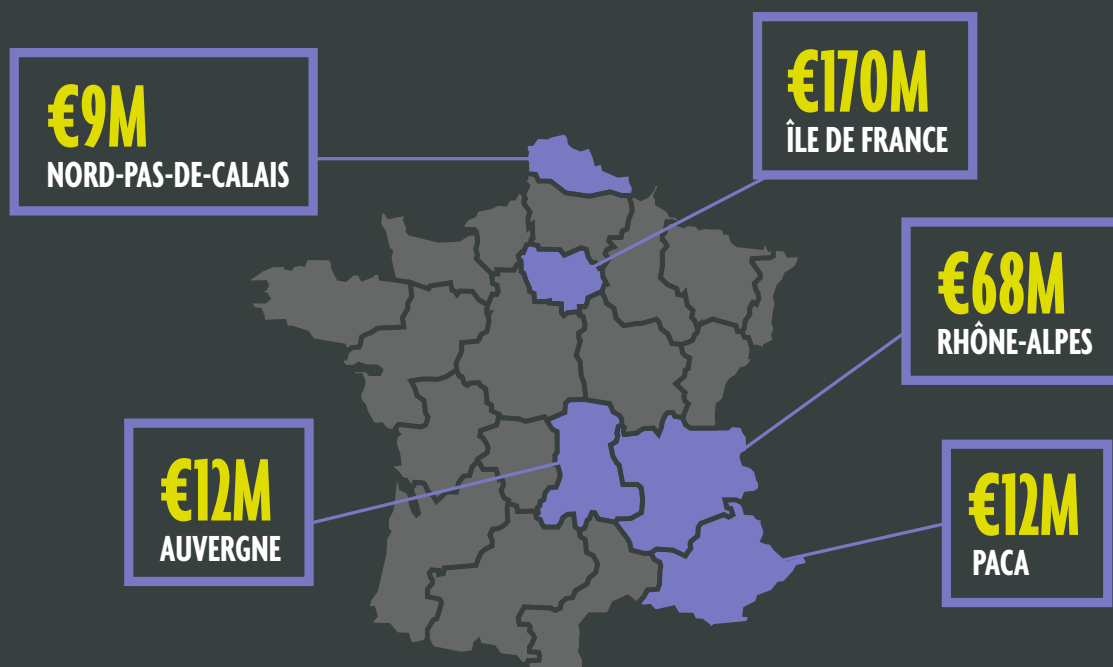 €9M
NORD-PAS-DE-CALAIS
€170M
ÎLE DE FRANCE
€68M
RHÔNE-ALPES
€12M
AUVERGNE
€12M
PACA